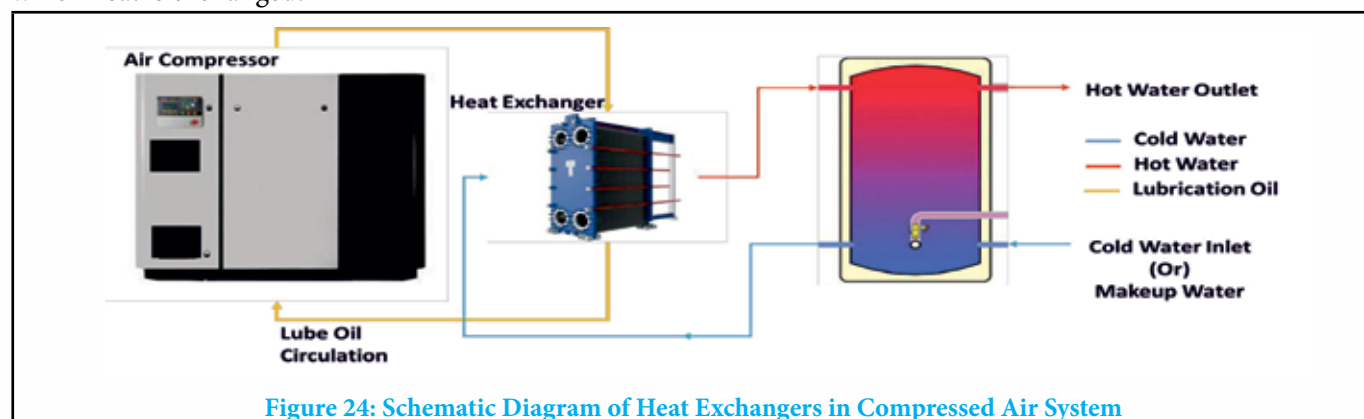 Air Compressor
Heat Exchanger
Hot Water Outlet
Cold Water
Hot Water
Lubrication Oil
Cold Water Inlet
(Or)
Makeup Water
Lube Oil
Circulation
Figure 24: Schematic Diagram of Heat Exchangers in Compressed Air System